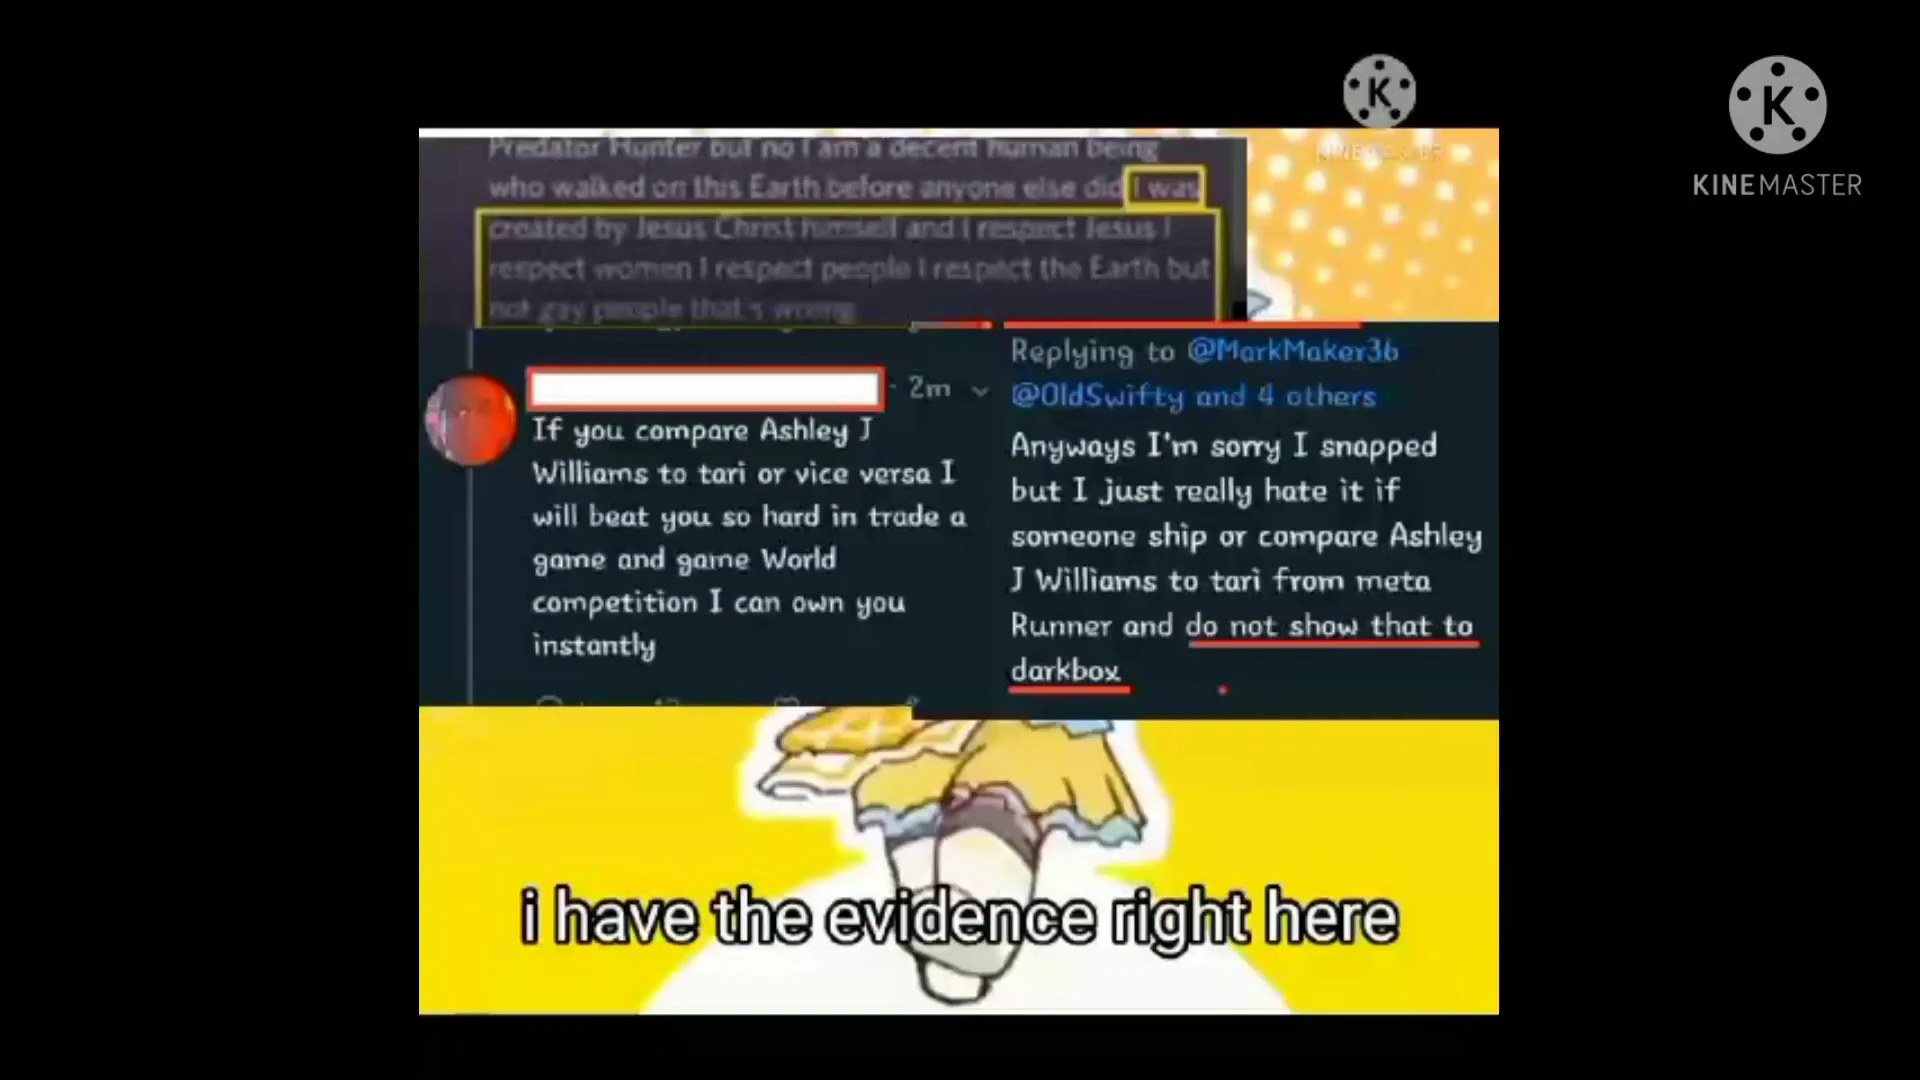 Predator Hunter but no I am a decent human being
who walked on this Earth before anyone else did I was
created by Jesus Christ himself and I respect Jesus I
respect women I respect people I respect the Earth but
not gay people that's wrong
2m
If you compare Ashley J
Williams to tari or vice versa I
will beat you so hard in trade a
game and game World
competition I can own you
instantly
Replying to @MarkMaker36
@OldSwifty and 4 others
Anyways I'm sorry I snapped
but I just really hate it if
someone ship or compare Ashley
J Williams to tari from meta
Runner and do not show that to
darkbox
i have the evidence right here
K
KINEMASTER
K
KINEMASTER